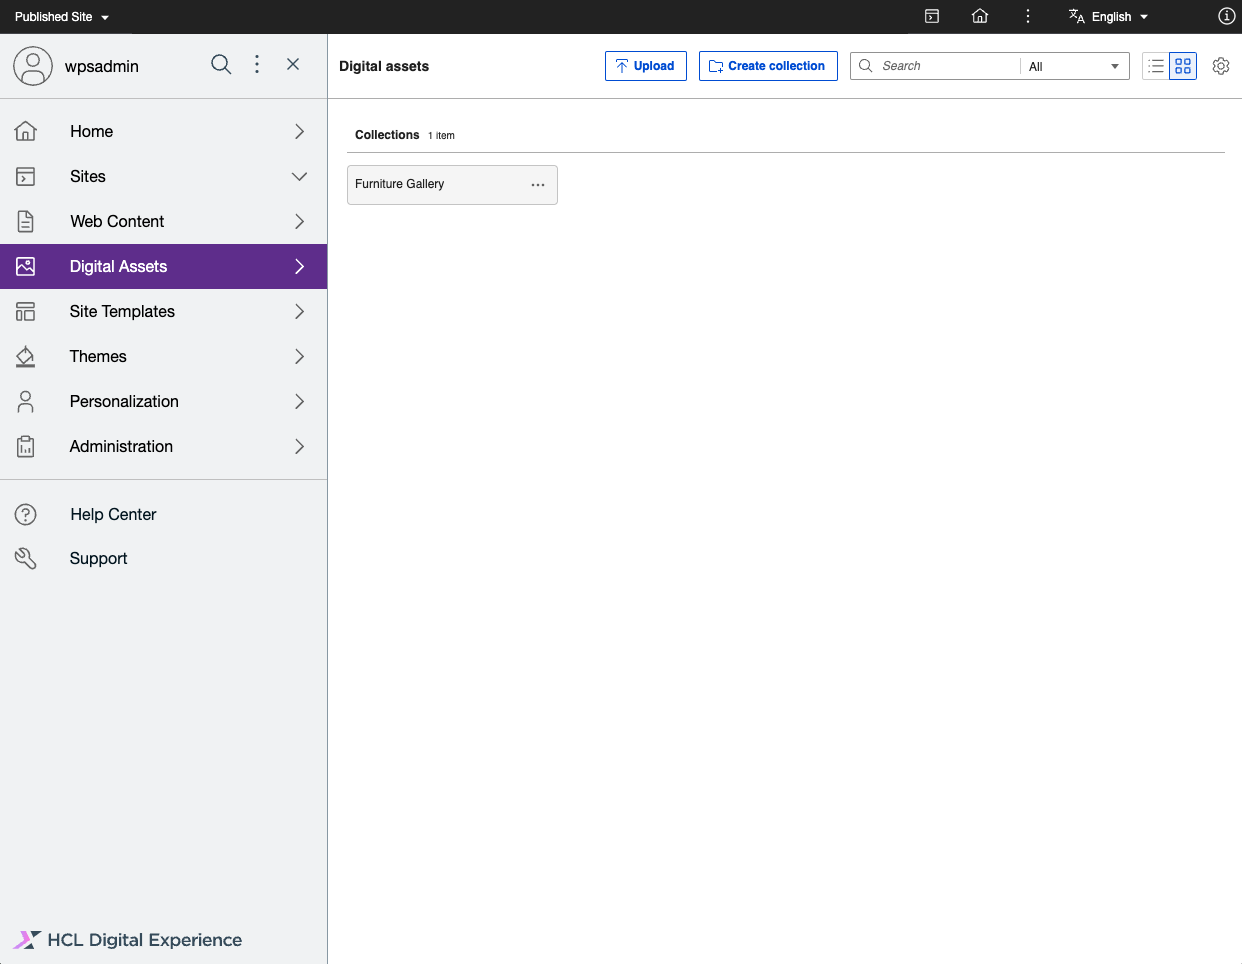 Published Site
English
wpsadmin
Digital assets
Upload
Create collection
Search
All
Home
Sites
Web Content
Digital Assets
Site Templates
Themes
Personalization
Administration
Help Center
Support
HCL Digital Experience
Collections 1 item
Furniture Gallery